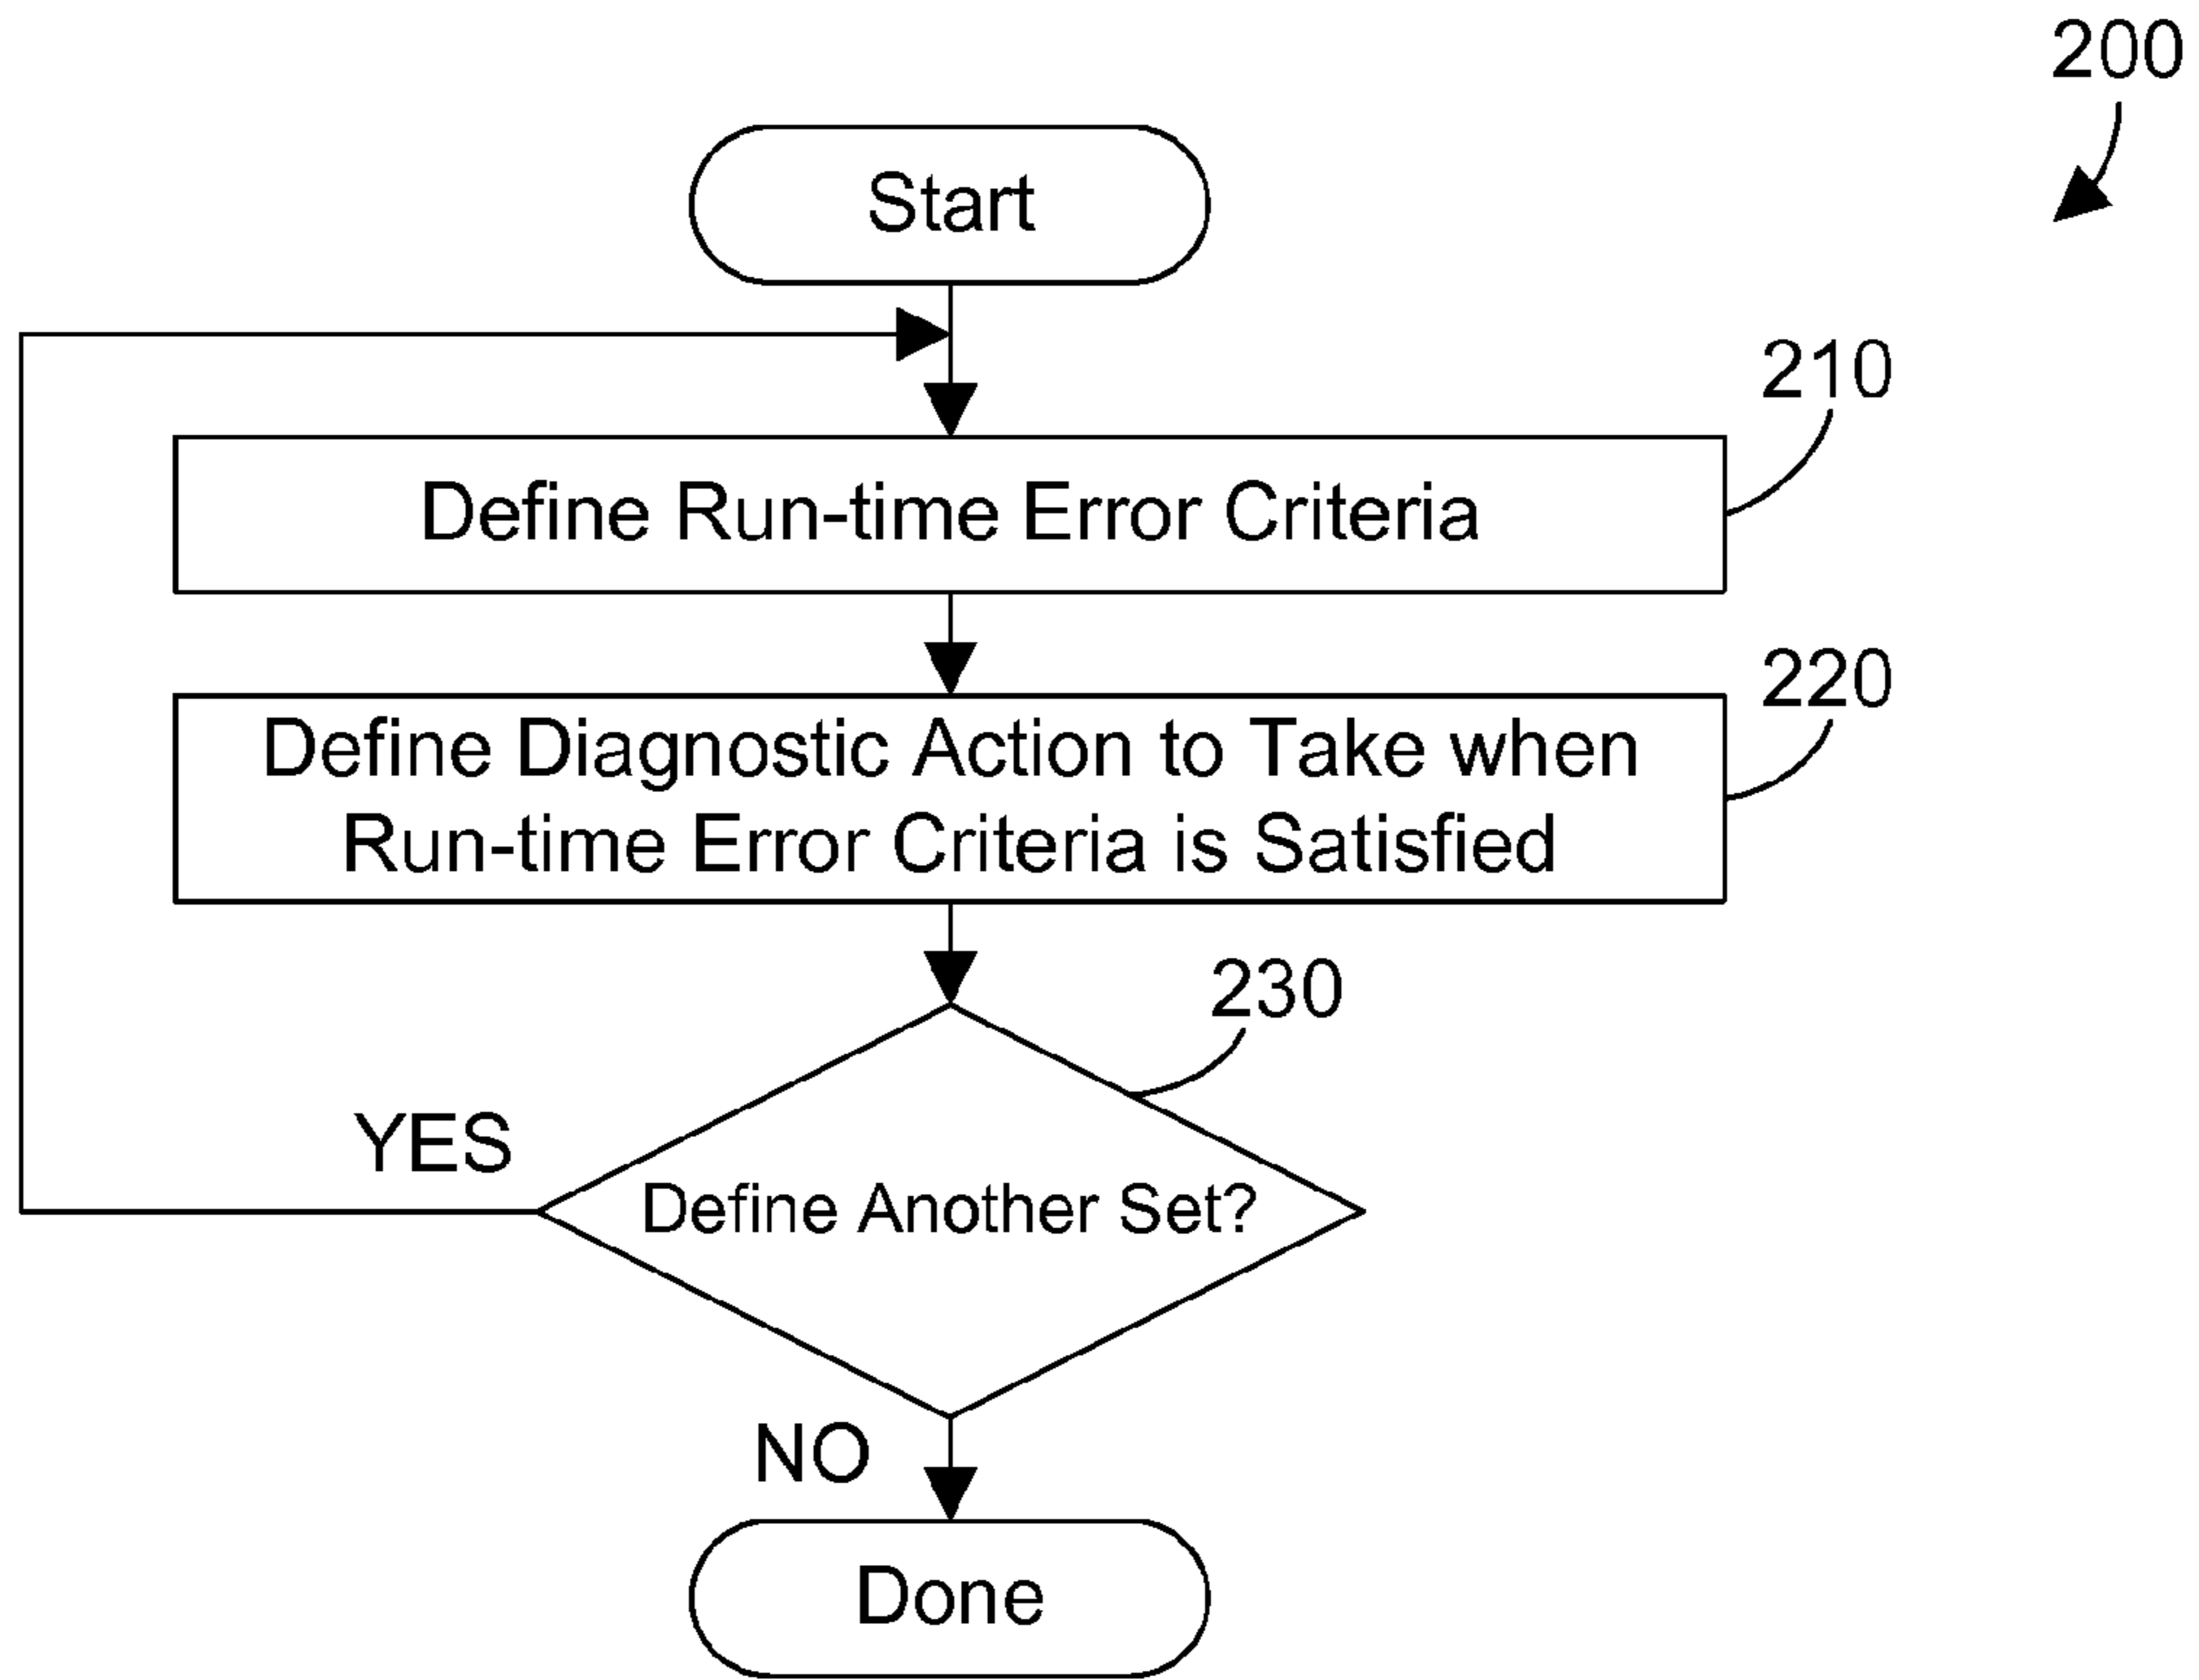 200
Start
210
Define Run-time Error Criteria
220
Define Diagnostic Action to Take when
Run-time Error Criteria is Satisfied
230
YES
Define Another Set?
NO
Done